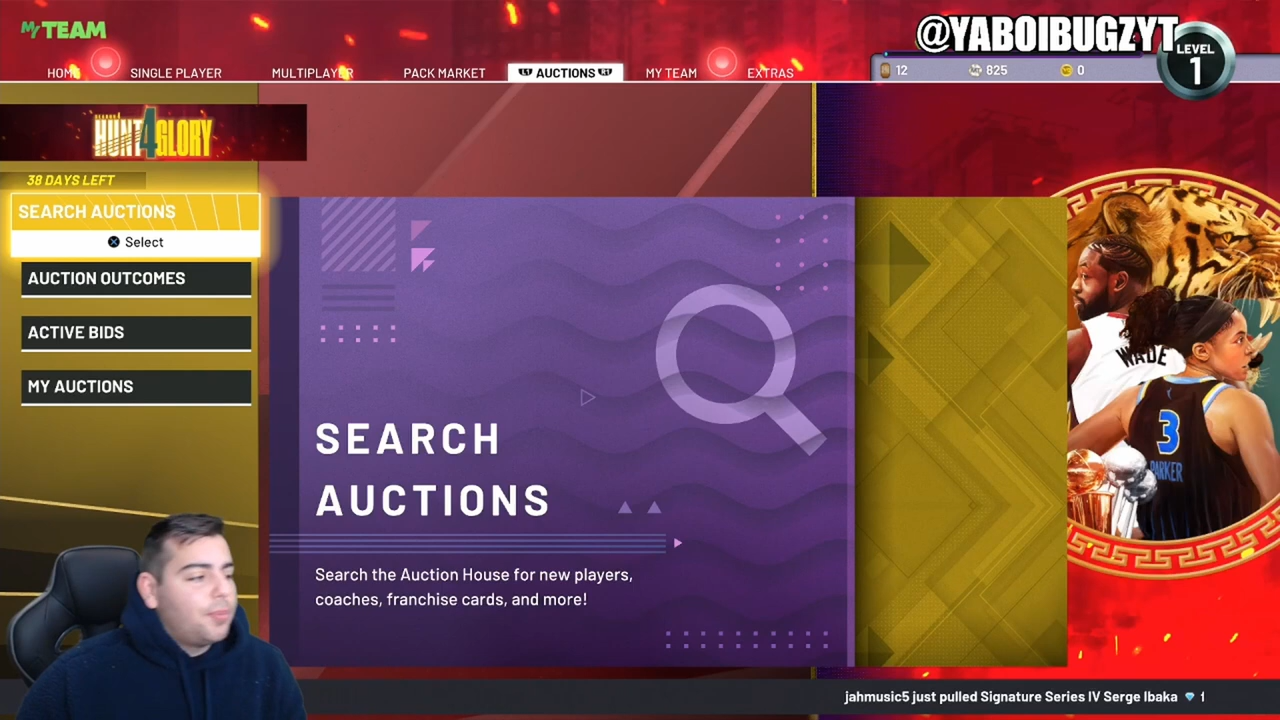 MyTEAM
@YABOIBUGZYT
HOME
SINGLE PLAYER
MULTIPLAYER
PACK MARKET
L1 AUCTIONS R1
MY TEAM
EXTRAS
12
825
0
LEVEL
1
HUNT4GLORY
38 DAYS LEFT
SEARCH AUCTIONS
Select
AUCTION OUTCOMES
ACTIVE BIDS
MY AUCTIONS
SEARCH
AUCTIONS
Search the Auction House for new players,
coaches, franchise cards, and more!
WADE
3
PARKER
jahmusic5 just pulled Signature Series IV Serge Ibaka 1